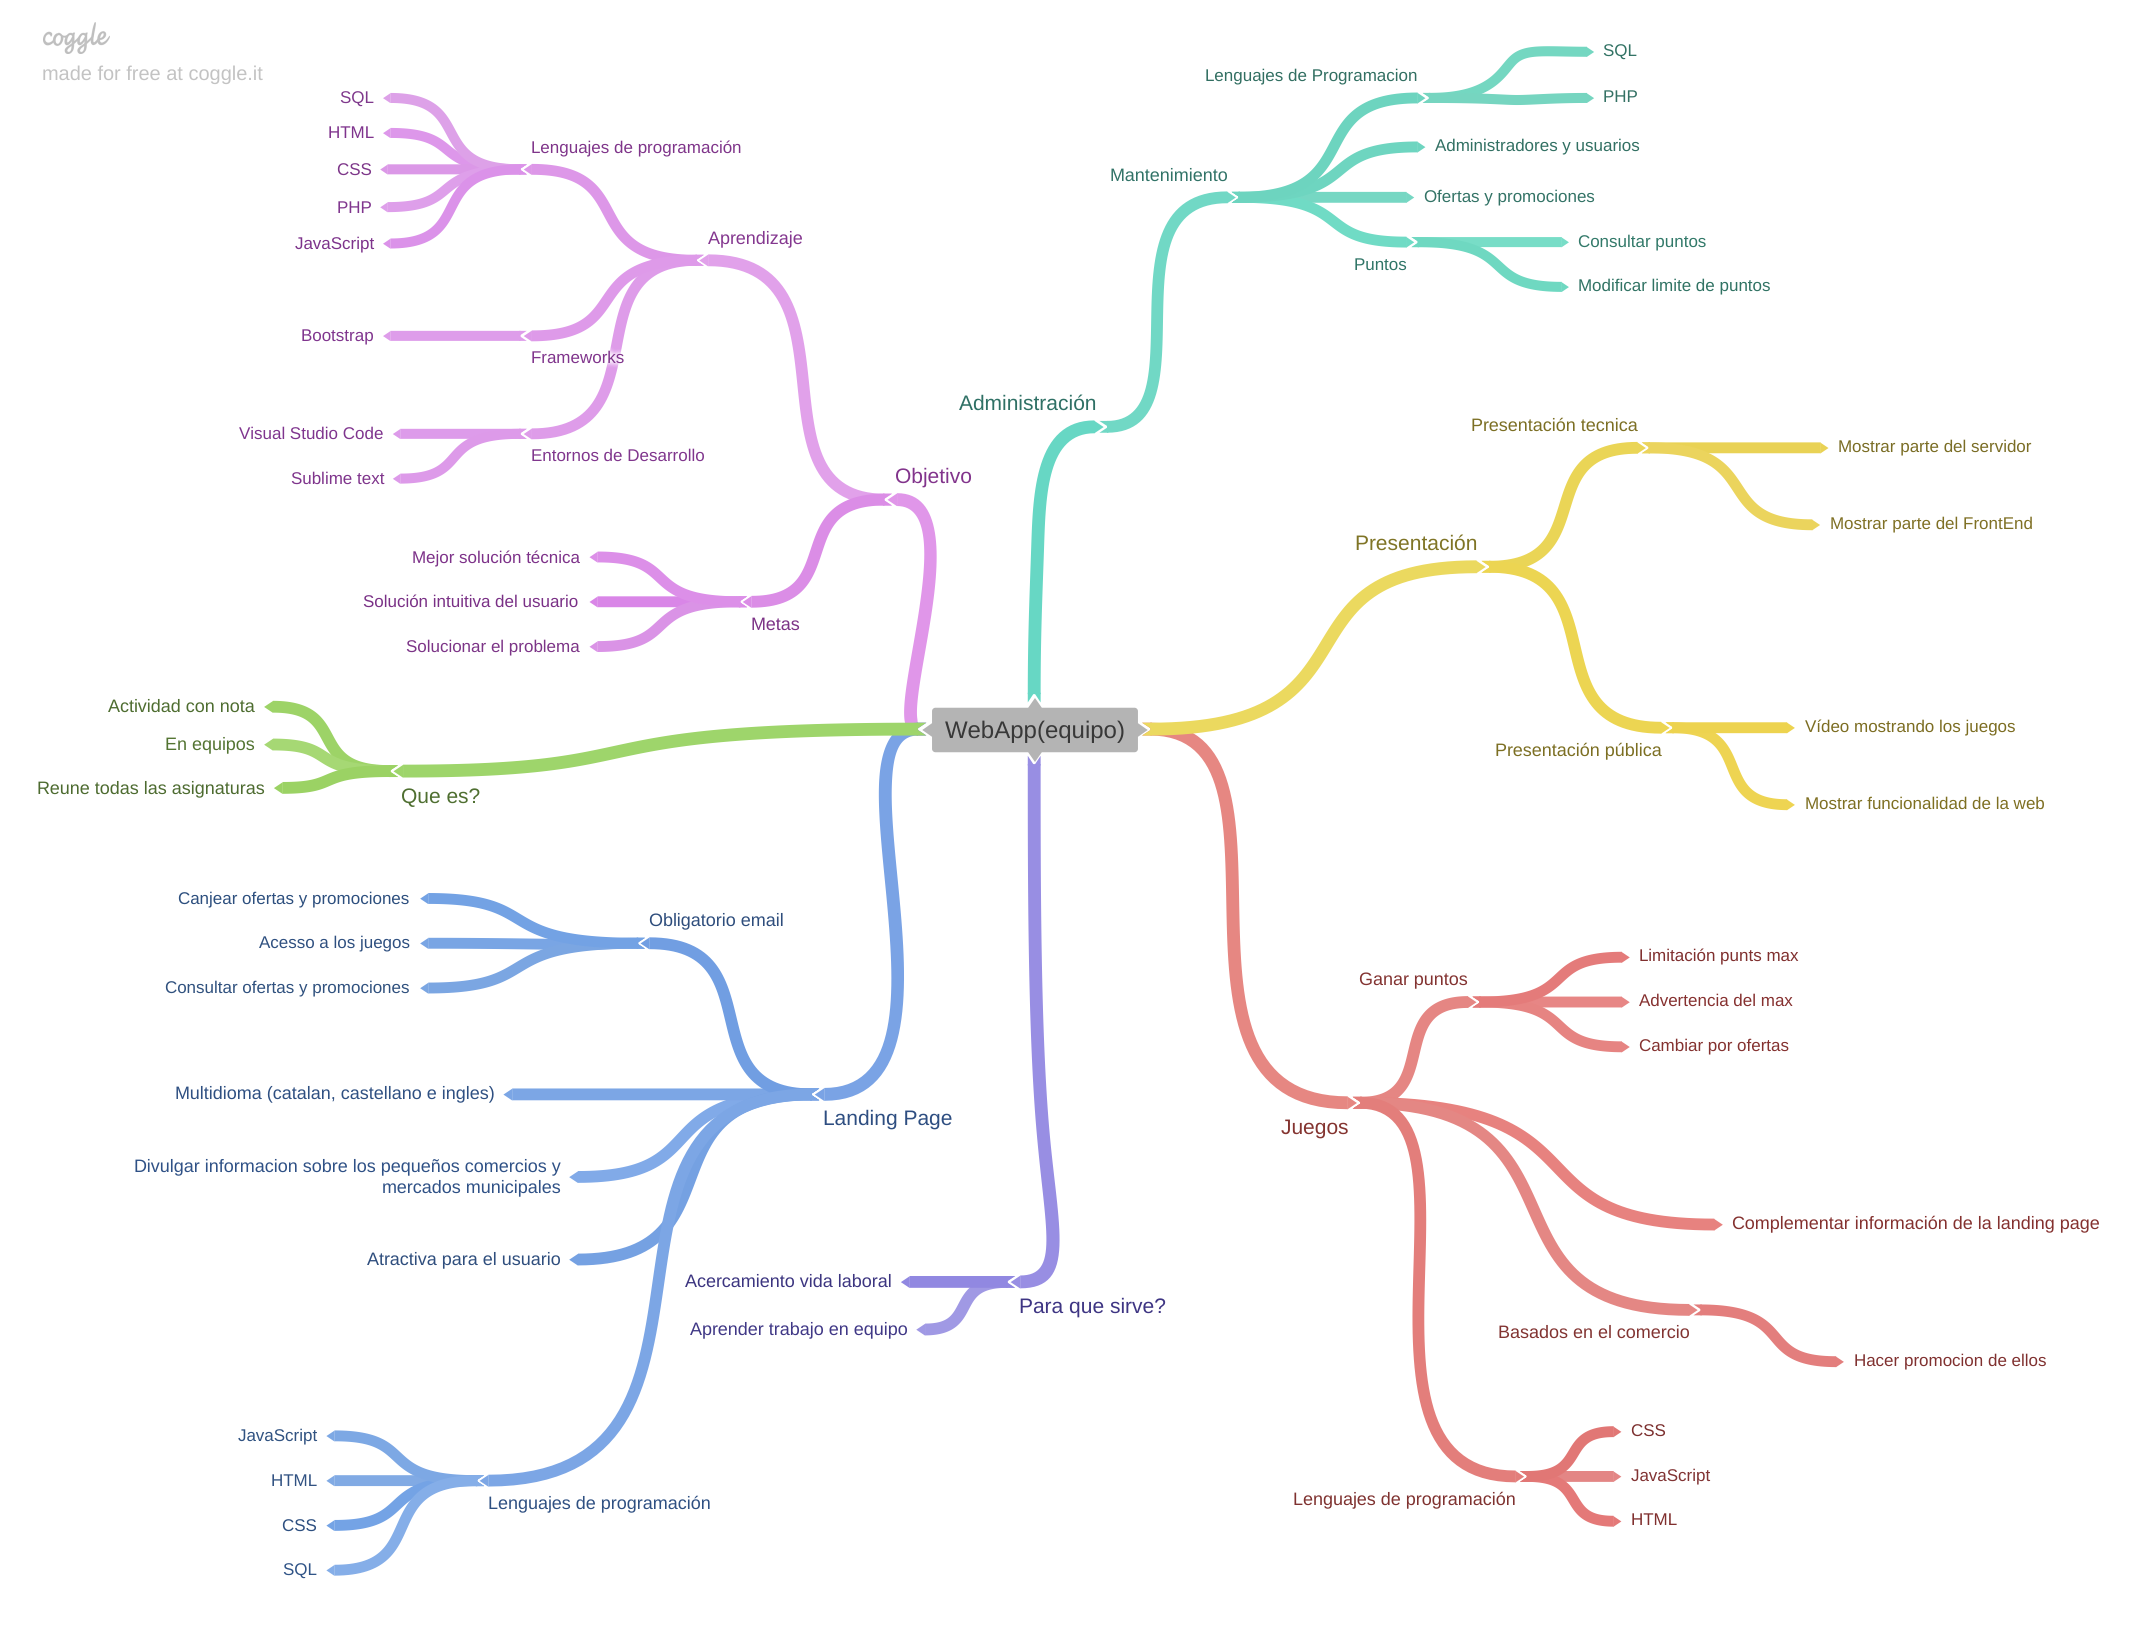 coggle
made for free at coggle.it
SQL
HTML
CSS
PHP
JavaScript
Lenguajes de programación
Aprendizaje
Bootstrap
Frameworks
Visual Studio Code
Sublime text
Entornos de Desarrollo
Objetivo
Mejor solución técnica
Solución intuitiva del usuario
Solucionar el problema
Metas
Actividad con nota
En equipos
Reune todas las asignaturas
Que es?
Canjear ofertas y promociones
Acesso a los juegos
Consultar ofertas y promociones
Obligatorio email
Multidioma (catalan, castellano e ingles)
Landing Page
Divulgar informacion sobre los pequeños comercios y
mercados municipales
Atractiva para el usuario
JavaScript
HTML
CSS
SQL
Lenguajes de programación
Acercamiento vida laboral
Aprender trabajo en equipo
Para que sirve?
WebApp(equipo)
Administración
Mantenimiento
Lenguajes de Programacion
SQL
PHP
Administradores y usuarios
Ofertas y promociones
Puntos
Consultar puntos
Modificar limite de puntos
Presentación
Presentación tecnica
Mostrar parte del servidor
Mostrar parte del FrontEnd
Presentación pública
Vídeo mostrando los juegos
Mostrar funcionalidad de la web
Juegos
Ganar puntos
Limitación punts max
Advertencia del max
Cambiar por ofertas
Complementar información de la landing page
Basados en el comercio
Hacer promocion de ellos
Lenguajes de programación
CSS
JavaScript
HTML